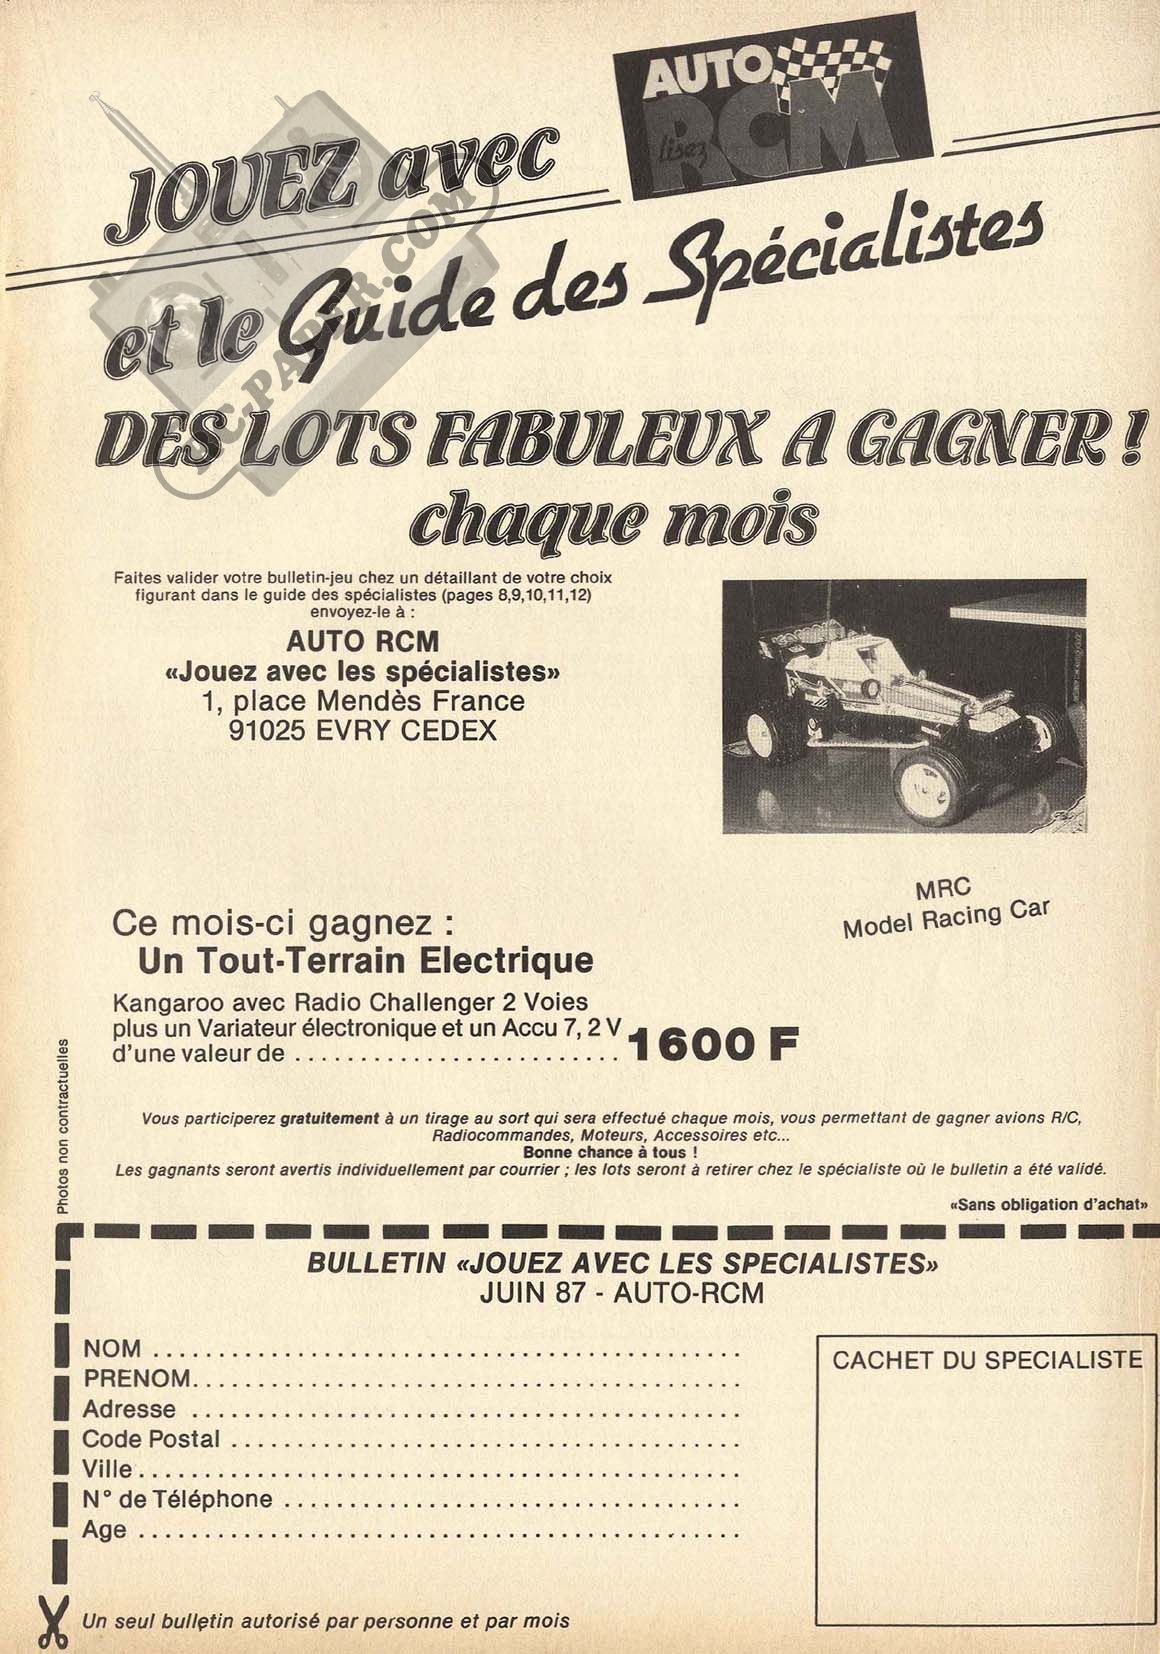 AUTO
lisez
RCM
JOUEZ avec
et le Guide des Spécialistes
RC-PAPER.COM
DES LOTS FABULEUX A GAGNER !
chaque mois
Faites valider votre bulletin-jeu chez un détaillant de votre choix
figurant dans le guide des spécialistes (pages 8,9,10,11,12)
envoyez-le à :
AUTO RCM
«Jouez avec les spécialistes»
1, place Mendès France
91025 EVRY CEDEX
MRC
Model Racing Car
Ce mois-ci gagnez :
Un Tout-Terrain Electrique
Kangaroo avec Radio Challenger 2 Voies
plus un Variateur électronique et un Accu 7, 2 V
d'une valeur de .......................... 1600 F
Photos non contractuelles
Vous participerez gratuitement à un tirage au sort qui sera effectué chaque mois, vous permettant de gagner avions R/C,
Radiocommandes, Moteurs, Accessoires etc...
Bonne chance à tous !
Les gagnants seront avertis individuellement par courrier ; les lots seront à retirer chez le spécialiste où le bulletin a été validé.
«Sans obligation d'achat»
BULLETIN «JOUEZ AVEC LES SPECIALISTES»
JUIN 87 - AUTO-RCM
NOM ..............................................
PRENOM...........................................
Adresse ...........................................
Code Postal ........................................
Ville...............................................
N° de Téléphone ....................................
Age ...............................................
CACHET DU SPECIALISTE
Un seul bulletin autorisé par personne et par mois